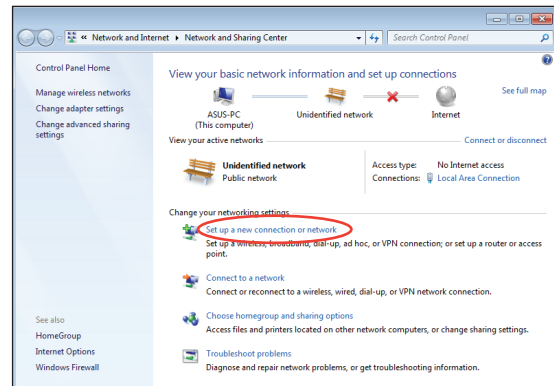 « Network and Internet ▸ Network and Sharing Center
Search Control Panel
Control Panel Home
Manage wireless networks
Change adapter settings
Change advanced sharing
settings
See also
HomeGroup
Internet Options
Windows Firewall
View your basic network information and set up connections
See full map
ASUS-PC
(This computer)
Unidentified network
Internet
View your active networks
Connect or disconnect
Unidentified network
Public network
Access type: No Internet access
Connections: Local Area Connection
Change your networking settings
Set up a new connection or network
Set up a wireless, broadband, dial-up, ad hoc, or VPN connection; or set up a router or access
point.
Connect to a network
Connect or reconnect to a wireless, wired, dial-up, or VPN network connection.
Choose homegroup and sharing options
Access files and printers located on other network computers, or change sharing settings.
Troubleshoot problems
Diagnose and repair network problems, or get troubleshooting information.